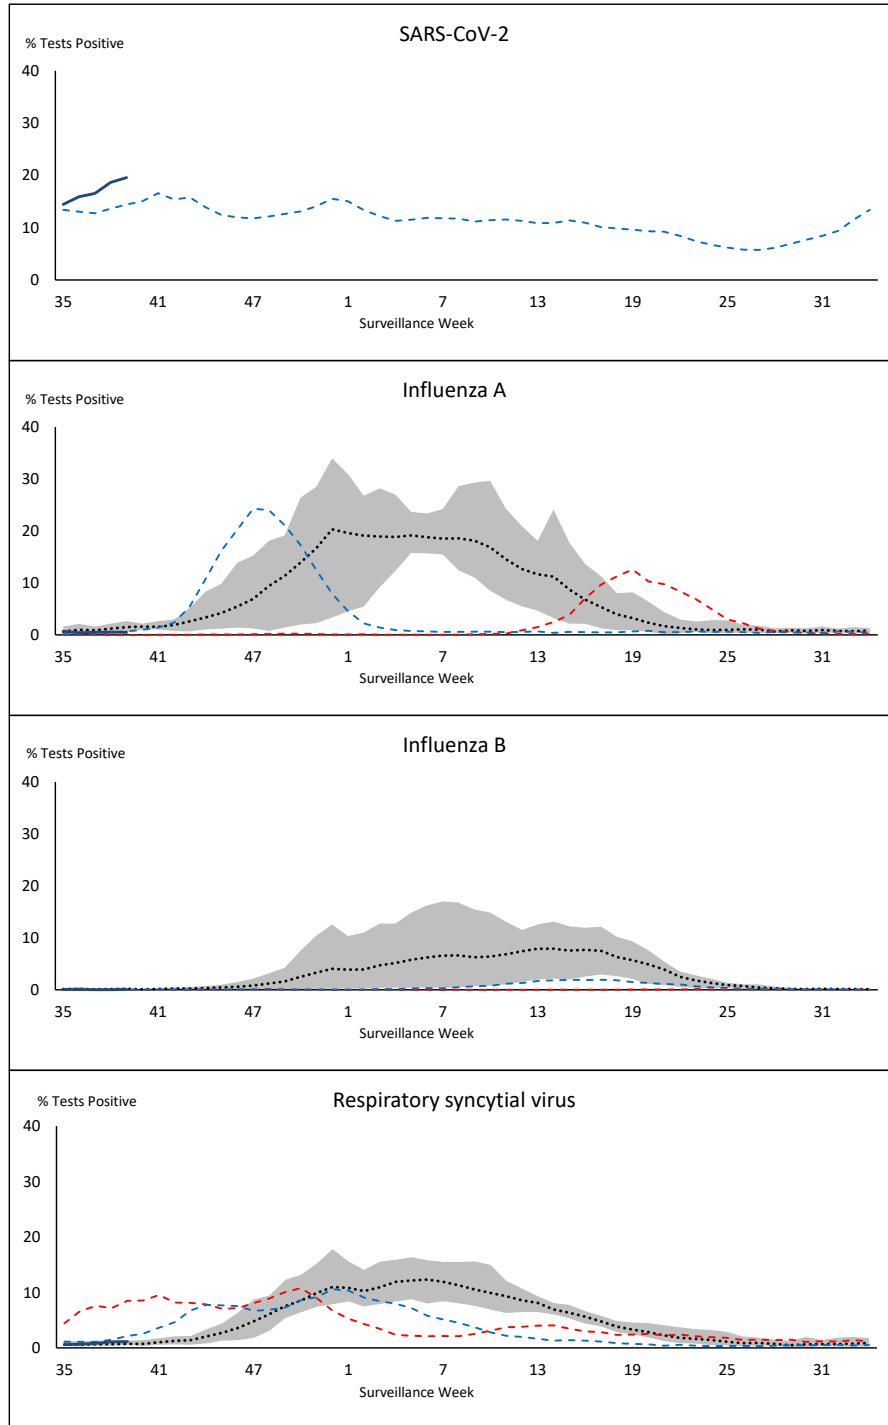 SARS-CoV-2
% Tests Positive
40
30
20
10
0
35 41 47 1 7 13 19 25 31
Surveillance Week
Influenza A
% Tests Positive
40
30
20
10
0
35 41 47 1 7 13 19 25 31
Surveillance Week
Influenza B
% Tests Positive
40
30
20
10
0
35 41 47 1 7 13 19 25 31
Surveillance Week
Respiratory syncytial virus
% Tests Positive
40
30
20
10
0
35 41 47 1 7 13 19 25 31
Surveillance Week